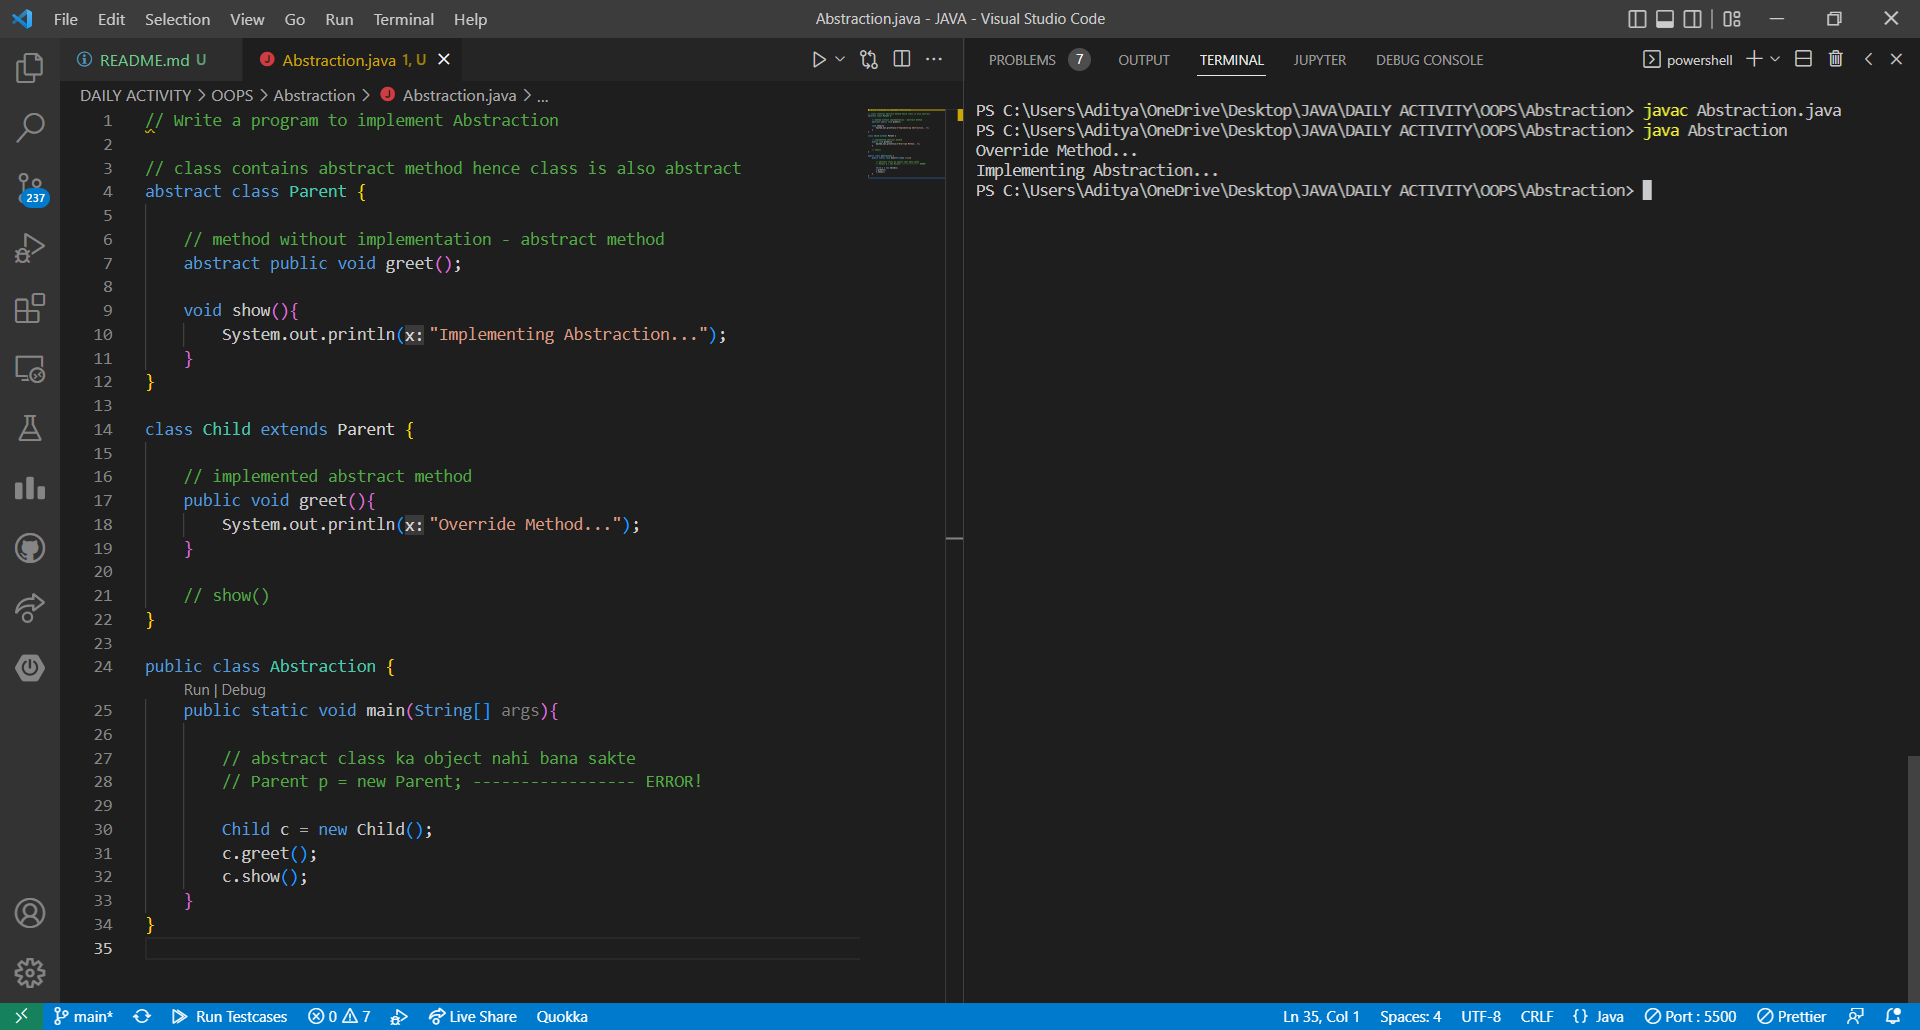 File Edit Selection View Go Run Terminal Help
Abstraction.java - JAVA - Visual Studio Code
README.md U
Abstraction.java 1, U
DAILY ACTIVITY > OOPS > Abstraction > Abstraction.java > ...
1 // Write a program to implement Abstraction
2
3 // class contains abstract method hence class is also abstract
4 abstract class Parent {
5
6 // method without implementation - abstract method
7 abstract public void greet();
8
9 void show(){
10 System.out.println(x: "Implementing Abstraction...");
11 }
12 }
13
14 class Child extends Parent {
15
16 // implemented abstract method
17 public void greet(){
18 System.out.println(x: "Override Method...");
19 }
20
21 // show()
22 }
23
24 public class Abstraction {
Run | Debug
25 public static void main(String[] args){
26
27 // abstract class ka object nahi bana sakte
28 // Parent p = new Parent; ----------------- ERROR!
29
30 Child c = new Child();
31 c.greet();
32 c.show();
33 }
34 }
35
237
PROBLEMS 7 OUTPUT TERMINAL JUPYTER DEBUG CONSOLE
powershell
PS C:\Users\Aditya\OneDrive\Desktop\JAVA\DAILY ACTIVITY\OOPS\Abstraction> javac Abstraction.java
PS C:\Users\Aditya\OneDrive\Desktop\JAVA\DAILY ACTIVITY\OOPS\Abstraction> java Abstraction
Override Method...
Implementing Abstraction...
PS C:\Users\Aditya\OneDrive\Desktop\JAVA\DAILY ACTIVITY\OOPS\Abstraction>
main* Run Testcases 0 7 Live Share Quokka
Ln 35, Col 1 Spaces: 4 UTF-8 CRLF {} Java Port : 5500 Prettier